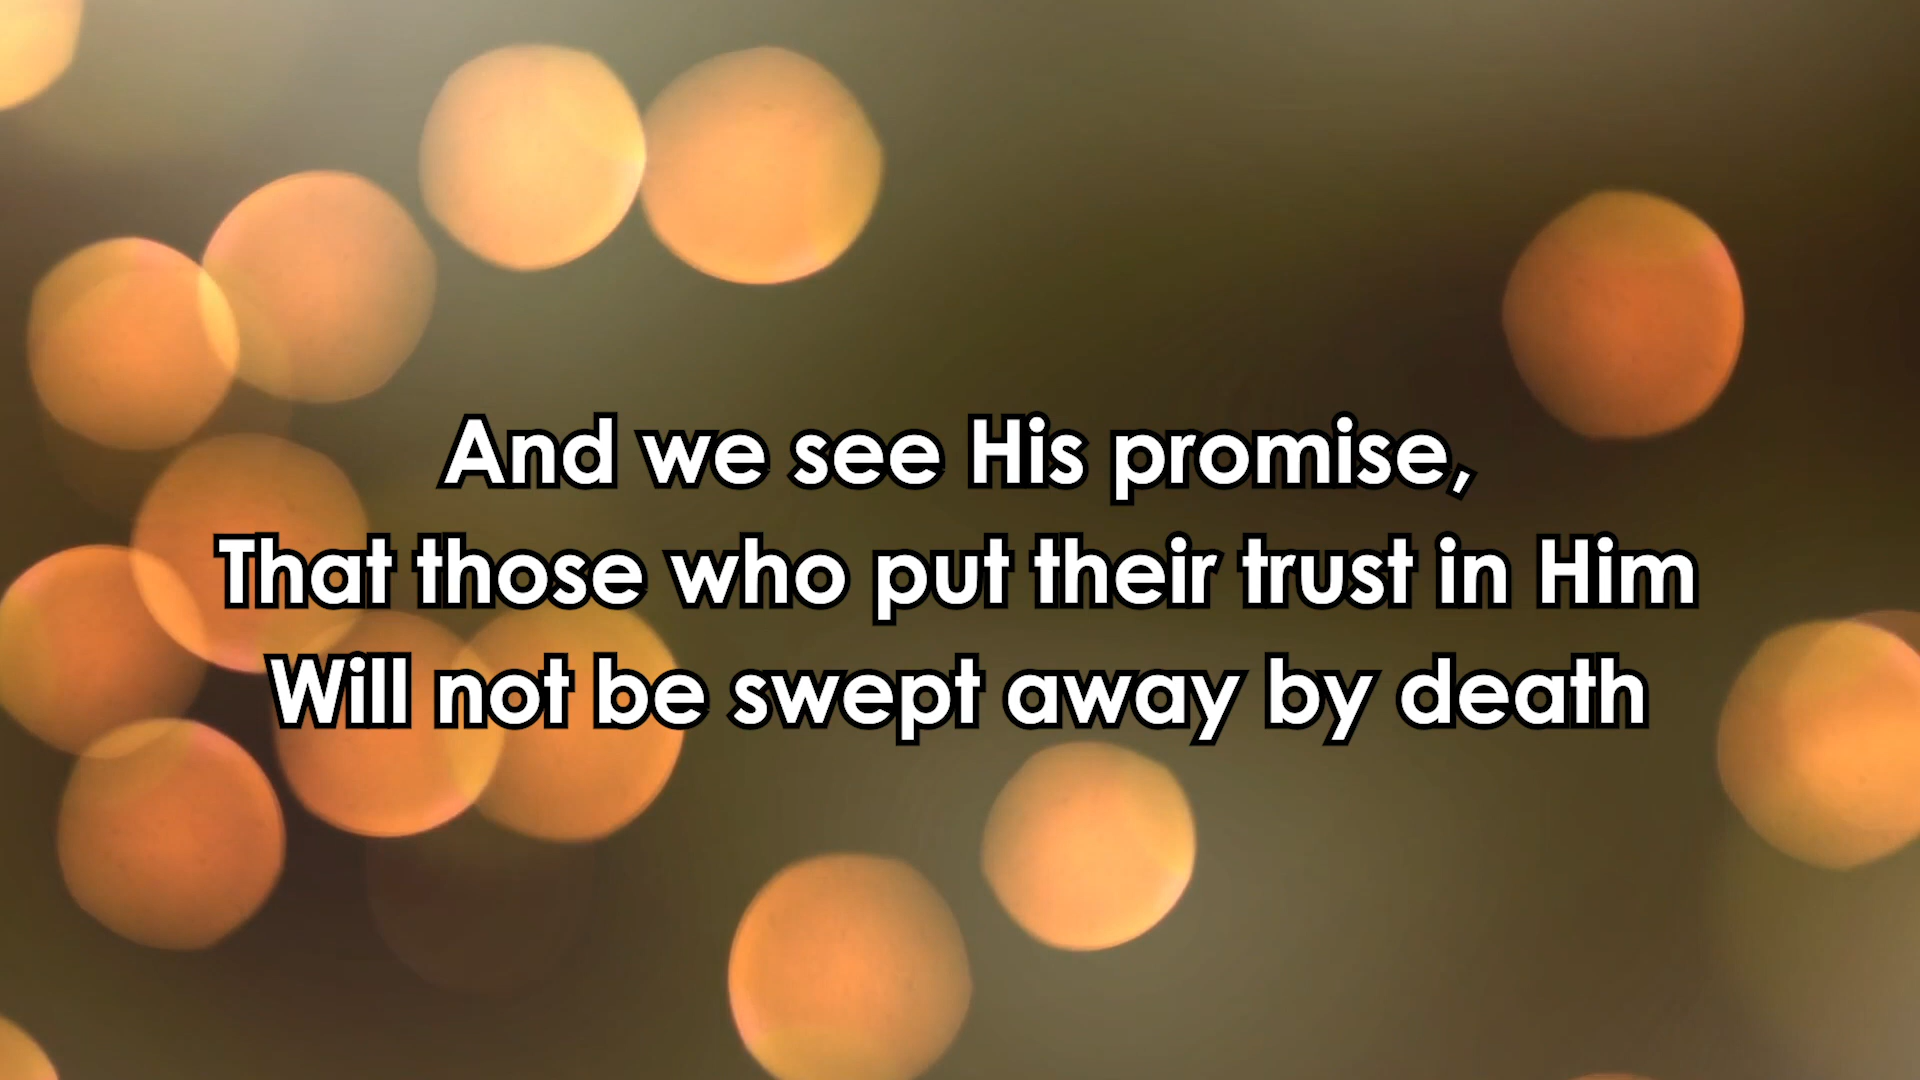 And we see His promise,
That those who put their trust in Him
Will not be swept away by death